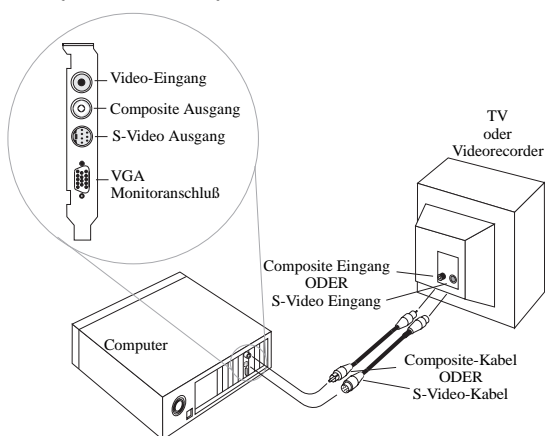 Video-Eingang
Composite Ausgang
S-Video Ausgang
VGA
Monitoranschluß
TV
oder
Videorecorder
Composite Eingang
ODER
S-Video Eingang
Computer
Composite-Kabel
ODER
S-Video-Kabel